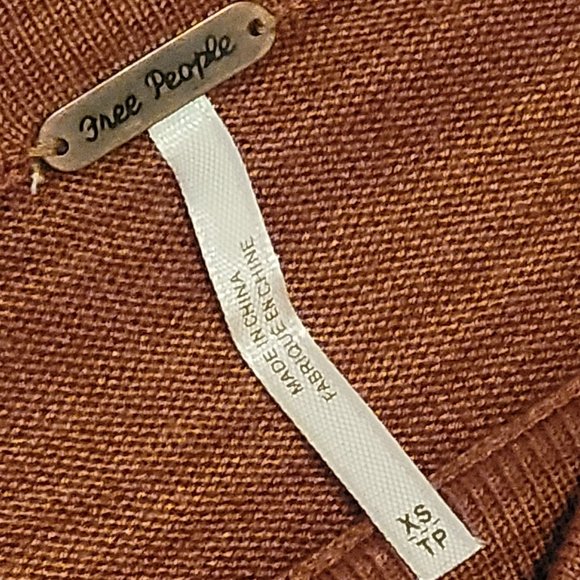 Free People
MADE IN CHINA
FABRIQUE EN CHINE
XS
TP